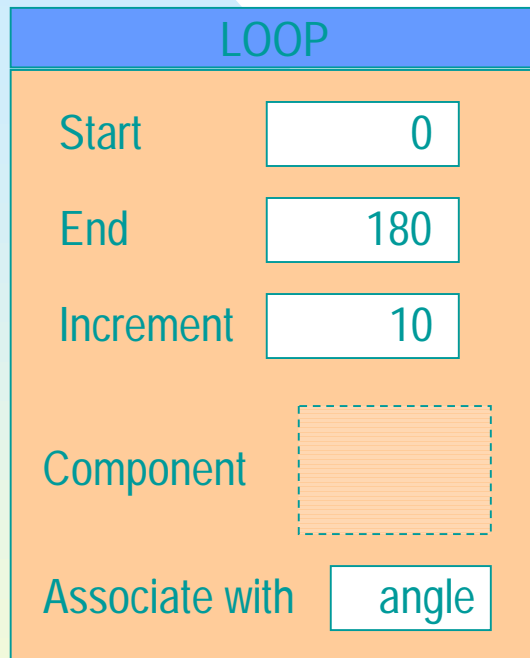 LOOP
Start 0
End 180
Increment 10
Component
Associate with angle